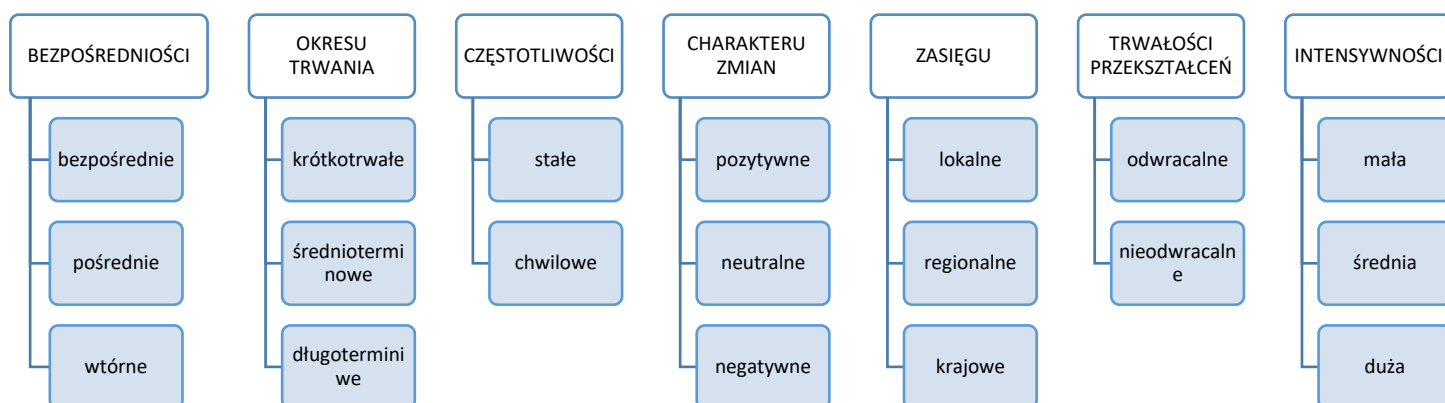 BEZPOŚREDNIOŚCI
bezpośrednie
pośrednie
wtórne
OKRESU
TRWANIA
krótkotrwałe
średniotermi
nowe
długotermini
we
CZĘSTOTLIWOŚCI
stałe
chwilowe
CHARAKTERU
ZMIAN
pozytywne
neutralne
negatywne
ZASIĘGU
lokalne
regionalne
krajowe
TRWAŁOŚCI
PRZEKSZTAŁCEŃ
odwracalne
nieodwracaln
e
INTENSYWNOŚCI
mała
średnia
duża